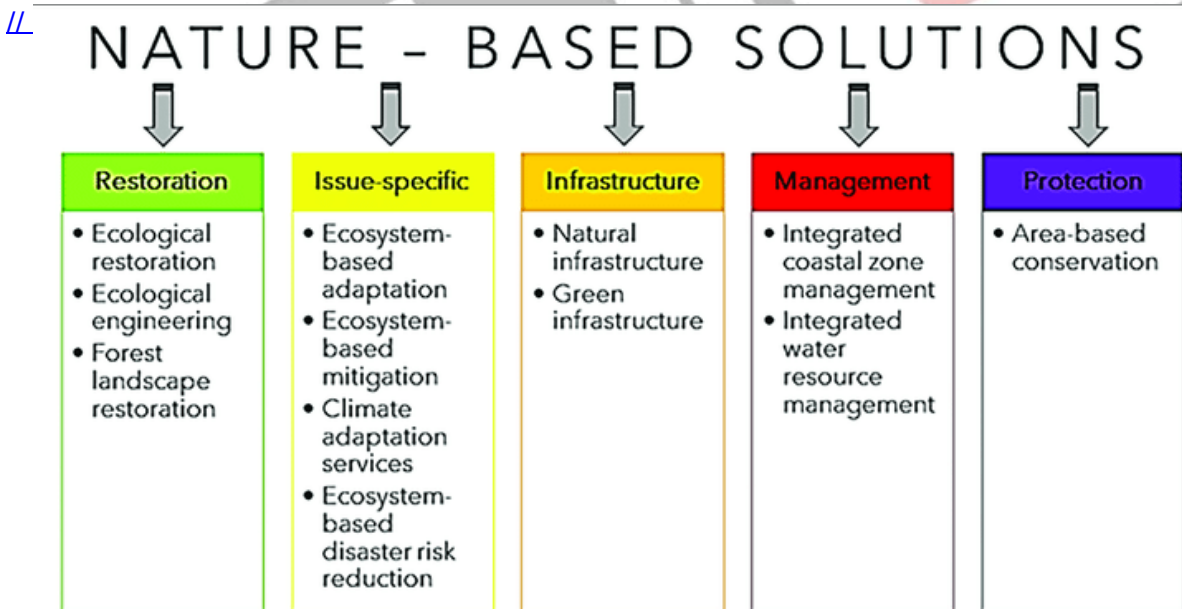 //
NATURE – BASED SOLUTIONS
Restoration
• Ecological
restoration
• Ecological
engineering
• Forest
landscape
restoration
Issue-specific
• Ecosystem-
based
adaptation
• Ecosystem-
based
mitigation
• Climate
adaptation
services
• Ecosystem-
based
disaster risk
reduction
Infrastructure
• Natural
infrastructure
• Green
infrastructure
Management
• Integrated
coastal zone
management
• Integrated
water
resource
management
Protection
• Area-based
conservation